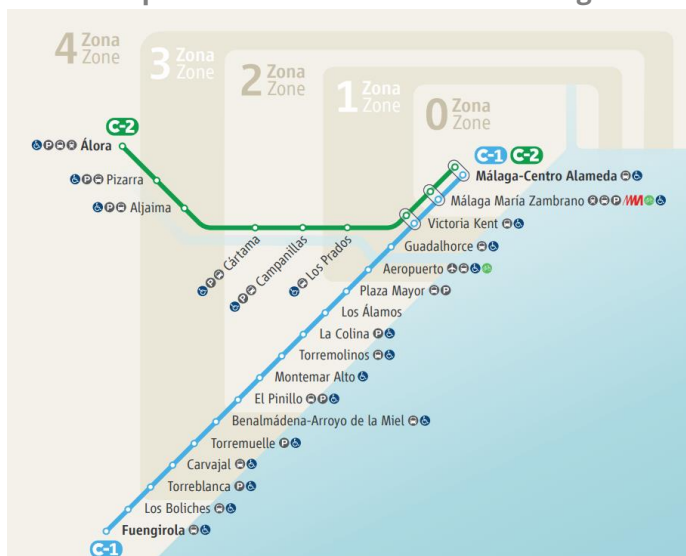 4 Zona
Zone
3 Zona
Zone
2 Zona
Zone
1 Zona
Zone
0 Zona
Zone
C-2
Álora
Pizarra
Aljaima
Cártama
Campanillas
Los Prados
C-1 C-2
Málaga-Centro Alameda
Málaga María Zambrano
Victoria Kent
Guadalhorce
Aeropuerto
Plaza Mayor
Los Álamos
La Colina
Torremolinos
Montemar Alto
El Pinillo
Benalmádena-Arroyo de la Miel
Torremuelle
Carvajal
Torreblanca
Los Boliches
Fuengirola
C-1